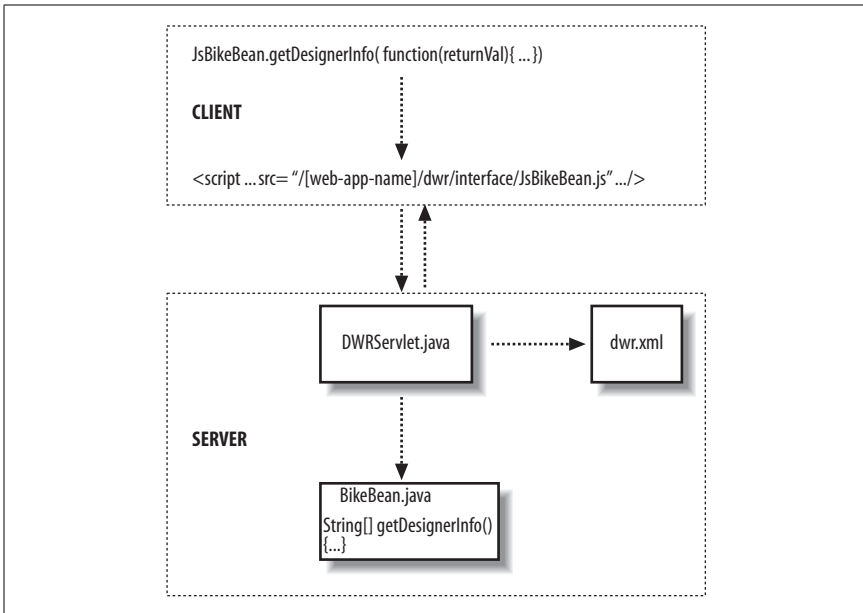 JsBikeBean.getDesignerInfo( function(returnVal){ ... })
CLIENT
<script ... src= “/[web-app-name]/dwr/interface/JsBikeBean.js” .../>
DWRServlet.java
dwr.xml
SERVER
BikeBean.java
String[] getDesignerInfo()
{...}